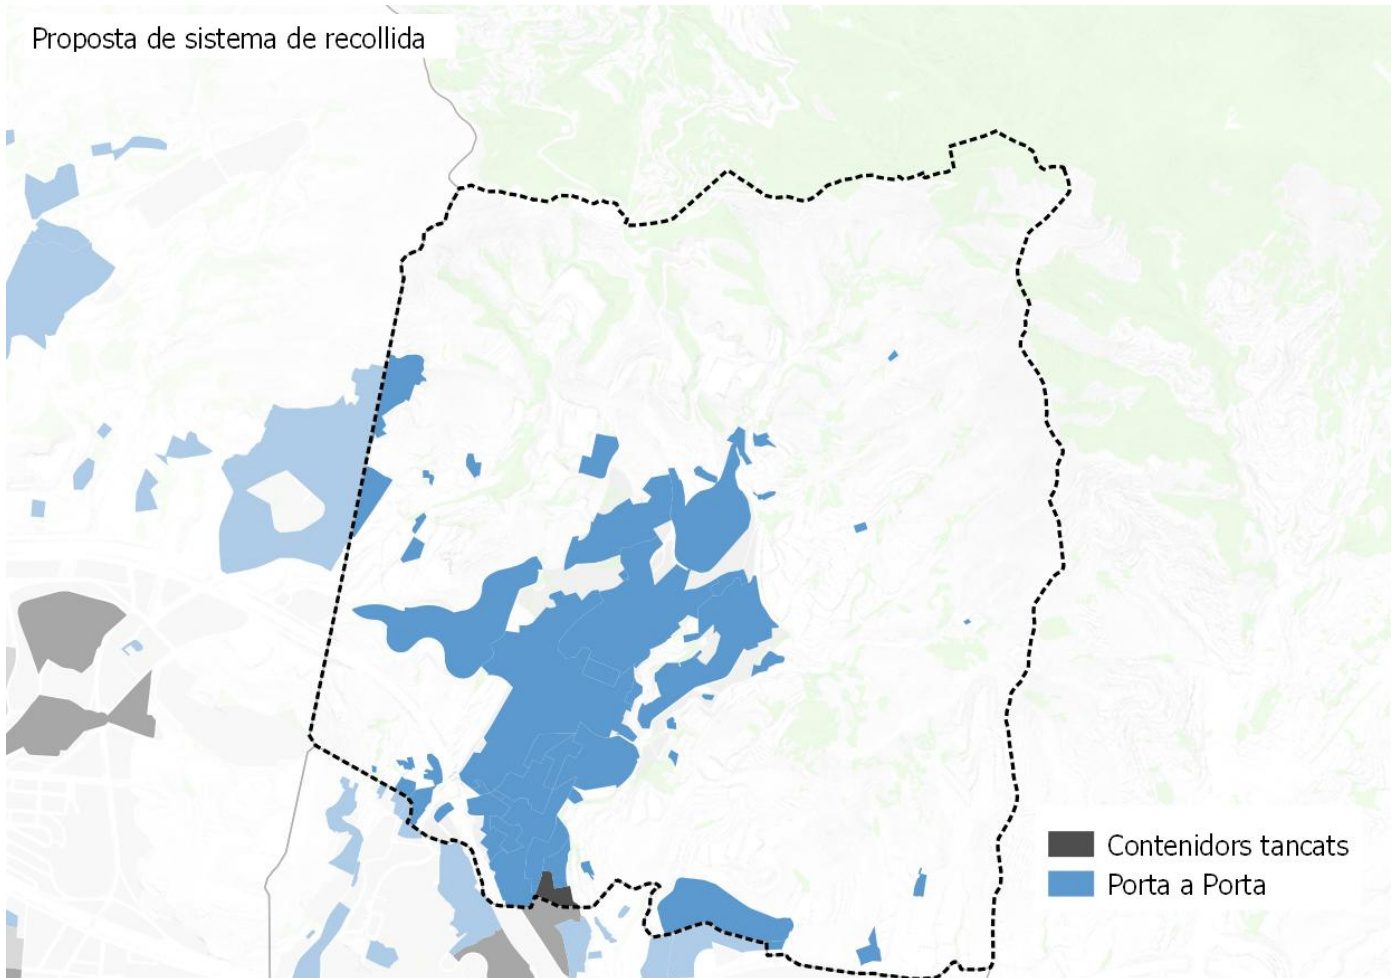 Proposta de sistema de recollida
Contenidors tancats
Porta a Porta